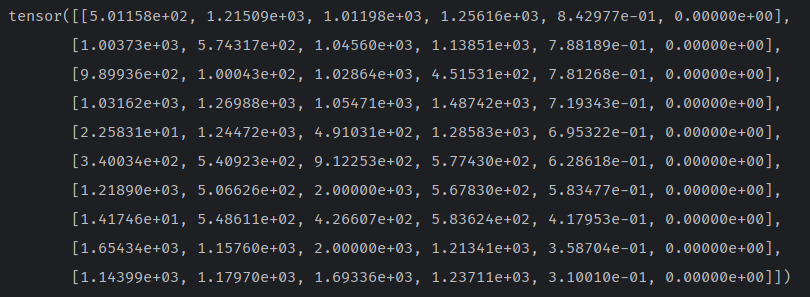 tensor([[5.01158e+02, 1.21509e+03, 1.01198e+03, 1.25616e+03, 8.42977e-01, 0.00000e+00],
[1.00373e+03, 5.74317e+02, 1.04560e+03, 1.13851e+03, 7.88189e-01, 0.00000e+00],
[9.89936e+02, 1.00043e+02, 1.02864e+03, 4.51531e+02, 7.81268e-01, 0.00000e+00],
[1.03162e+03, 1.26988e+03, 1.05471e+03, 1.48742e+03, 7.19343e-01, 0.00000e+00],
[2.25831e+01, 1.24472e+03, 4.91031e+02, 1.28583e+03, 6.95322e-01, 0.00000e+00],
[3.40034e+02, 5.40923e+02, 9.12253e+02, 5.77430e+02, 6.28618e-01, 0.00000e+00],
[1.21890e+03, 5.06626e+02, 2.00000e+03, 5.67830e+02, 5.83477e-01, 0.00000e+00],
[1.41746e+01, 5.48611e+02, 4.26607e+02, 5.83624e+02, 4.17953e-01, 0.00000e+00],
[1.65434e+03, 1.15760e+03, 2.00000e+03, 1.21341e+03, 3.58704e-01, 0.00000e+00],
[1.14399e+03, 1.17970e+03, 1.69336e+03, 1.23711e+03, 3.10010e-01, 0.00000e+00]])